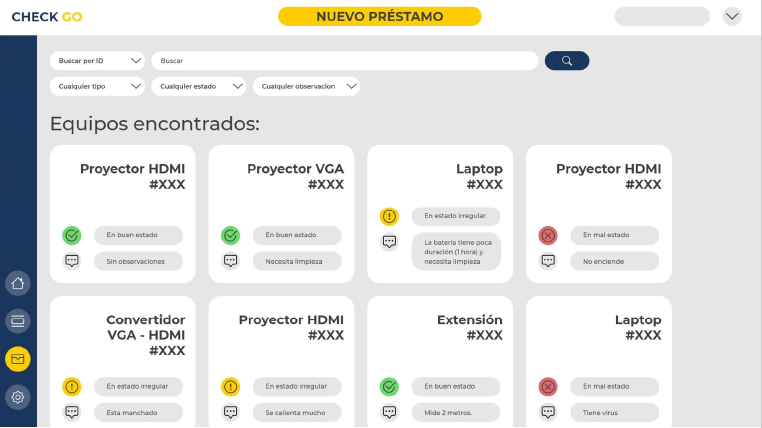 CHECK GO
NUEVO PRÉSTAMO
Buscar por ID
Buscar
Cualquier tipo
Cualquier estado
Cualquier observacion
Equipos encontrados:
Proyector HDMI
#XXX
En buen estado
Sin observaciones
Proyector VGA
#XXX
En buen estado
Necesita limpieza
Laptop
#XXX
En estado irregular
La batería tiene poca
duración (1 hora) y
necesita limpieza
Proyector HDMI
#XXX
En mal estado
No enciende
Convertidor
VGA - HDMI
#XXX
En estado irregular
Esta manchado
Proyector HDMI
#XXX
En estado irregular
Se calienta mucho
Extensión
#XXX
En buen estado
Mide 2 metros.
Laptop
#XXX
En mal estado
Tiene virus